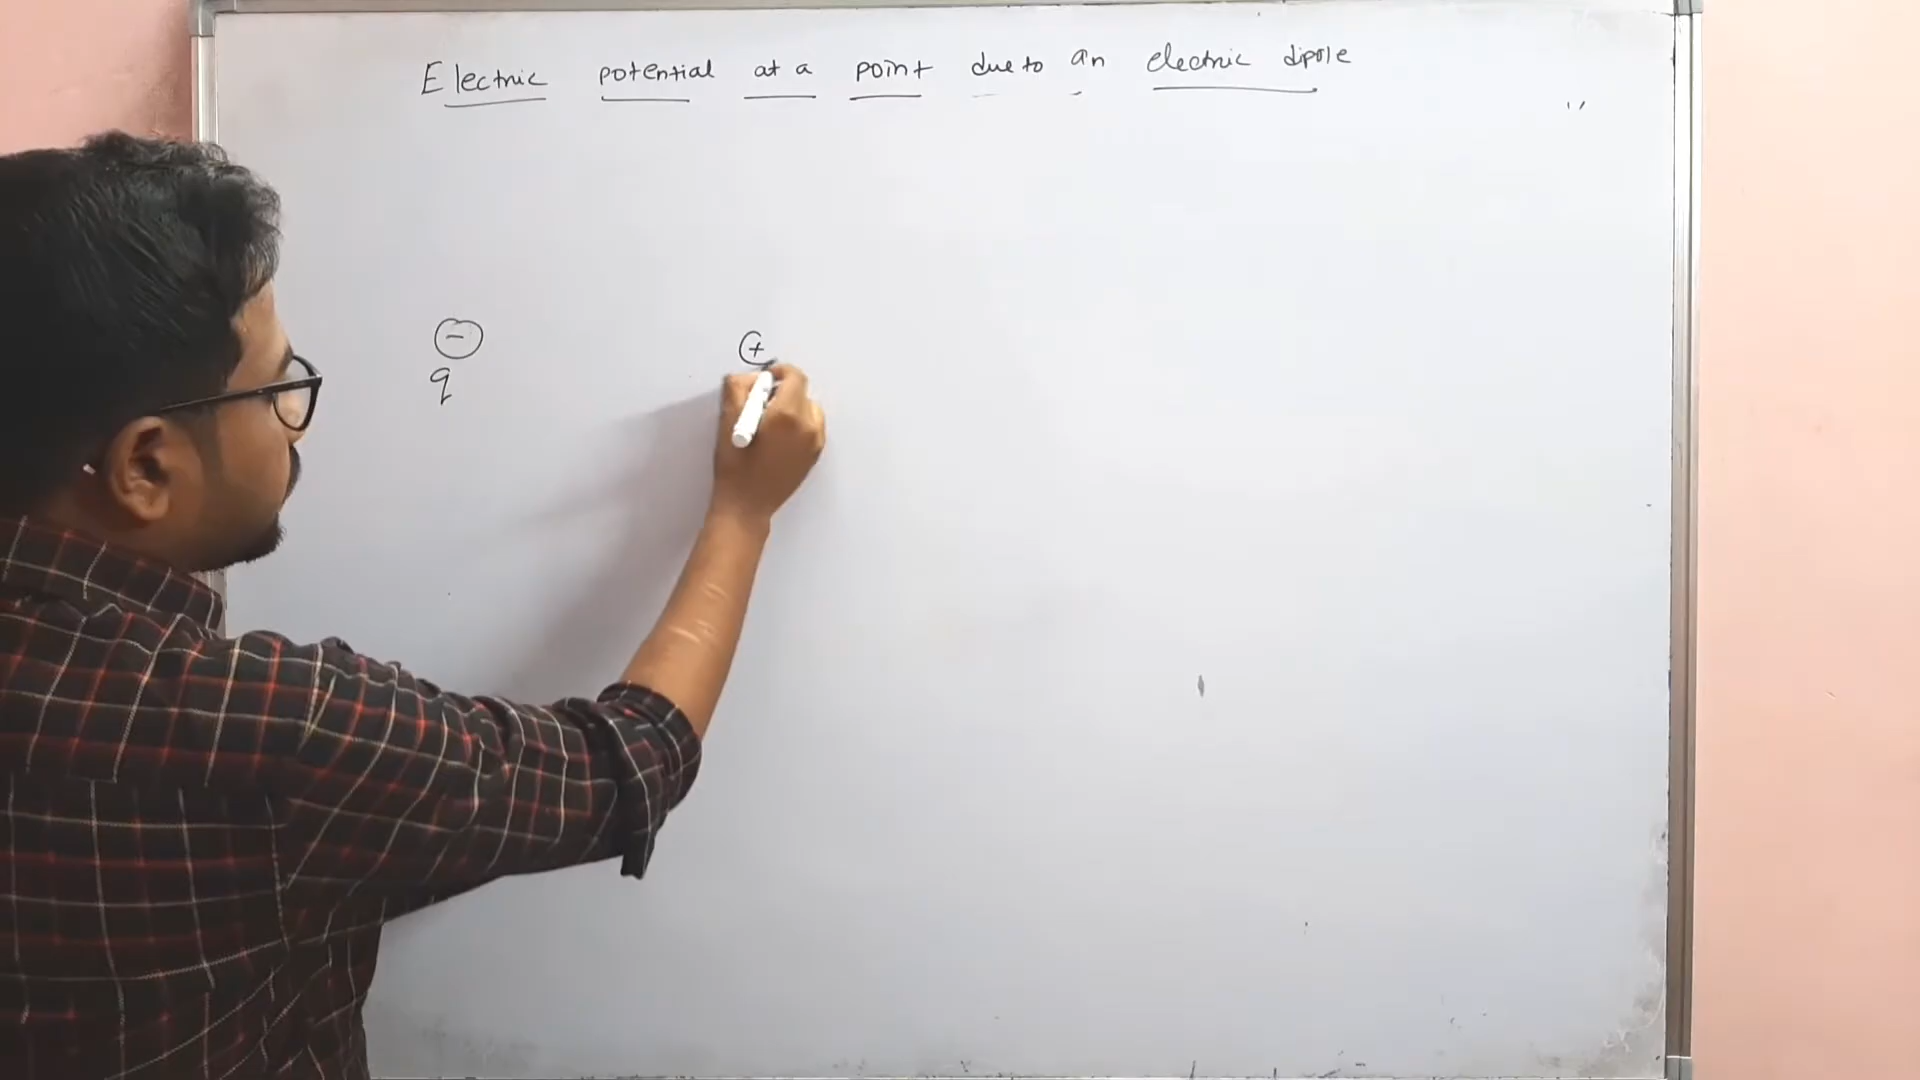 Electric potential at a point due to an electric dipole
- +
q